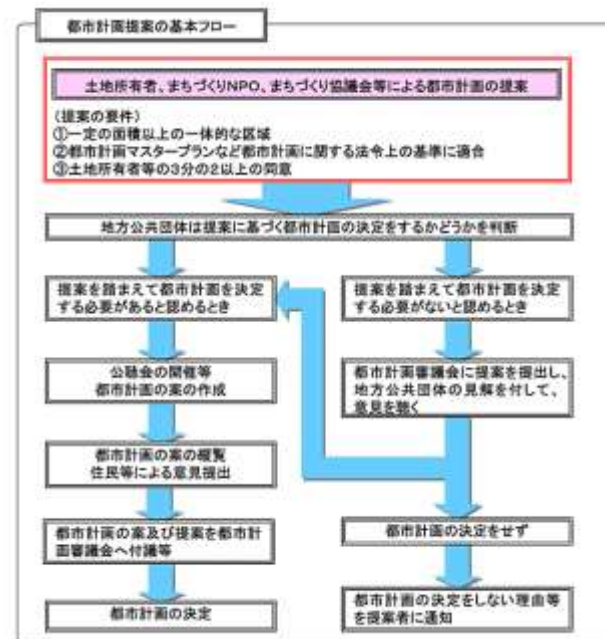 都市計画提案の基本フロー
土地所有者、まちづくりNPO、まちづくり協議会等による都市計画の提案
(提案の要件)
①一定の面積以上の一体的な区域
②都市計画マスタープランなど都市計画に関する法令上の基準に適合
③土地所有者等の3分の2以上の同意
地方公共団体は提案に基づく都市計画の決定をするかどうかを判断
提案を踏まえて都市計画を決定
する必要があると認めるとき
提案を踏まえて都市計画を決定
する必要がないと認めるとき
公聴会の開催等
都市計画の案の作成
都市計画審議会に提案を提出し、
地方公共団体の見解を付して、
意見を聴く
都市計画の案の縦覧
住民等による意見提出
都市計画の案及び提案を都市計
画審議会へ付議等
都市計画の決定をせず
都市計画の決定
都市計画の決定をしない理由等
を提案者に通知